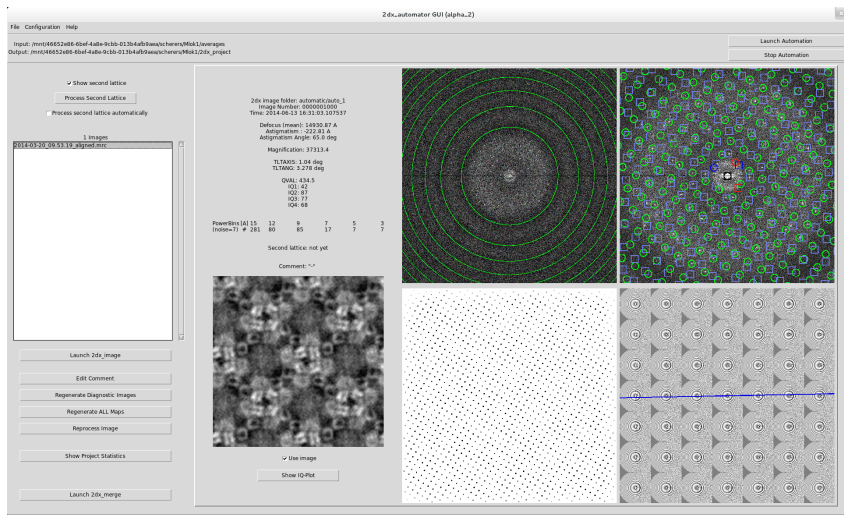 2dx_automator GUI (alpha_2)
File Configuration Help
Input: /mnt/46652e86-6bef-4a8e-9cbb-013b4afb9aea/scherers/Mlok1/averages
Output: /mnt/46652e86-6bef-4a8e-9cbb-013b4afb9aea/scherers/Mlok1/2dx_project
Launch Automation
Stop Automation
Show second lattice
Process Second Lattice
Process second lattice automatically
1 Images
2014-03-20_09.53.19_aligned.mrc
Launch 2dx_image
Edit Comment
Regenerate Diagnostic Images
Regenerate ALL Maps
Reprocess Image
Show Project Statistics
Launch 2dx_merge
2dx image folder: automatic/auto_1
Image Number: 0000001000
Time: 2014-06-13 16:31:03.107537
Defocus (mean): 14930.87 A
Astigmatism : -222.81 A
Astigmatism Angle: 65.0 deg
Magnification: 37313.4
TLTAXIS: 1.04 deg
TLTANG: 3.278 deg
QVAL: 434.5
IQ1: 42
IQ2: 87
IQ3: 77
IQ4: 68
PowerBins [A] 15 12 9 7 5 3
(noise=7) # 281 80 85 17 7 7
Second lattice: not yet
Comment: "-"
Use image
Show IQ-Plot